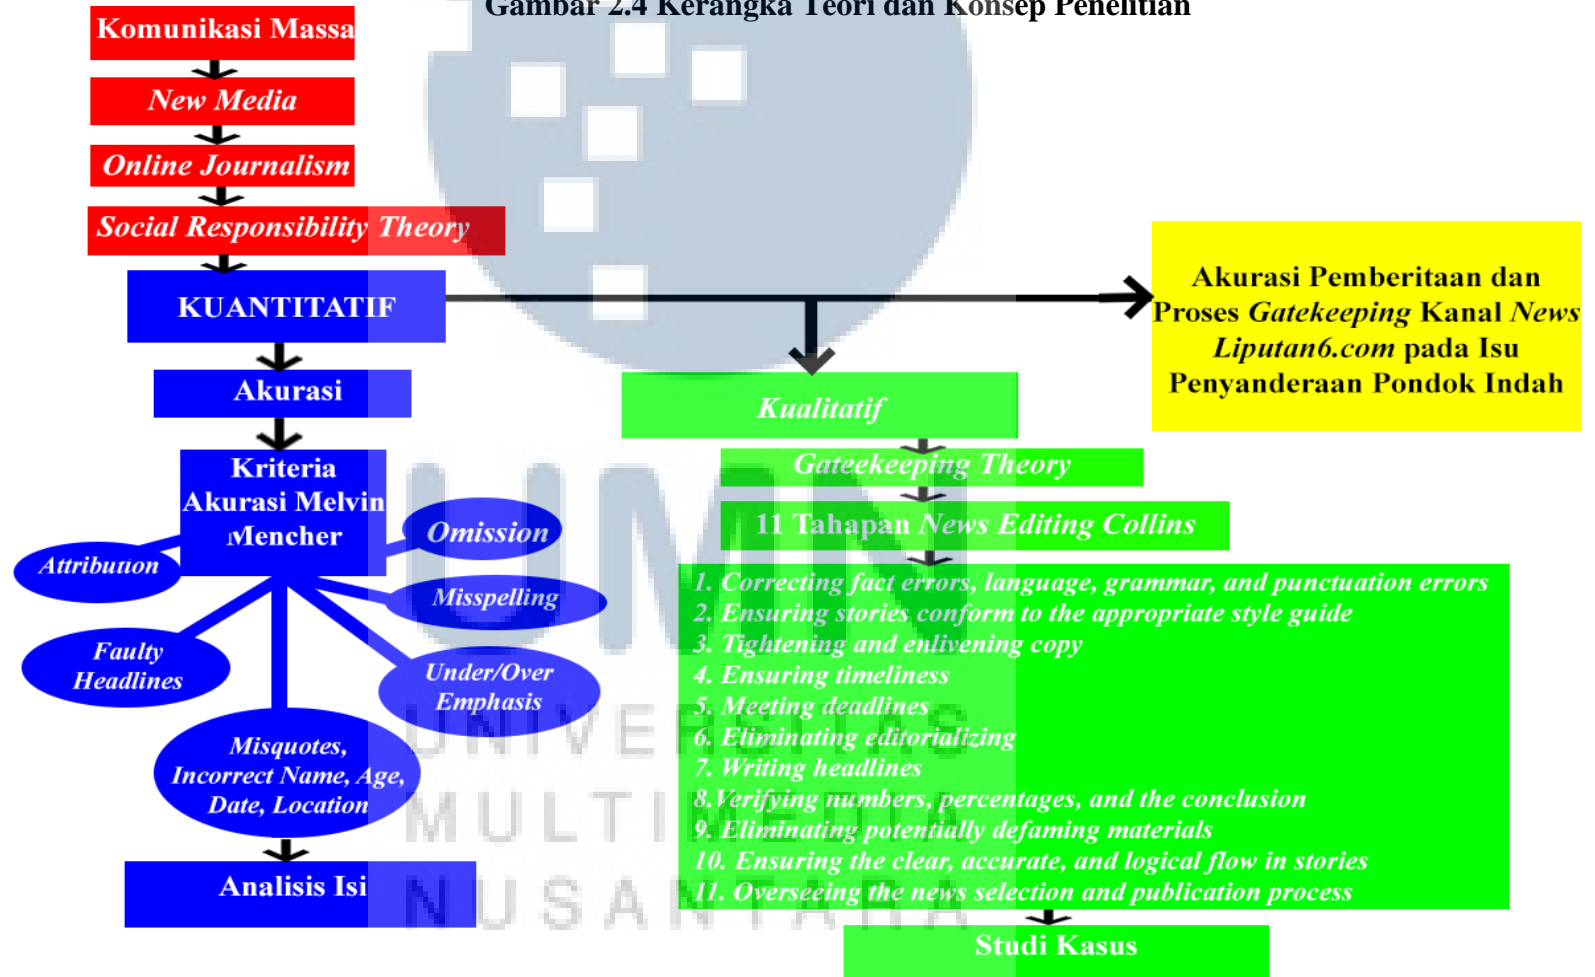 Gambar 2.4 Kerangka Teori dan Konsep Penelitian
Komunikasi Massa
New Media
Online Journalism
Social Responsibility Theory
KUANTITATIF
Akurasi
Kriteria
Akurasi Melvin
Mencher
Attribution
Omission
Misspelling
Faulty
Headlines
Under/Over
Emphasis
Misquotes,
Incorrect Name, Age,
Date, Location
Analisis Isi
Akurasi Pemberitaan dan
Proses Gatekeeping Kanal News
Liputan6.com pada Isu
Penyanderaan Pondok Indah
Kualitatif
Gateekeeping Theory
11 Tahapan News Editing Collins
1. Correcting fact errors, language, grammar, and punctuation errors
2. Ensuring stories conform to the appropriate style guide
3. Tightening and enlivening copy
4. Ensuring timeliness
5. Meeting deadlines
6. Eliminating editorializing
7. Writing headlines
8.Verifying numbers, percentages, and the conclusion
9. Eliminating potentially defaming materials
10. Ensuring the clear, accurate, and logical flow in stories
11. Overseeing the news selection and publication process
Studi Kasus
UMN
UNIVERSITAS
MULTIMEDIA
NUSANTARA